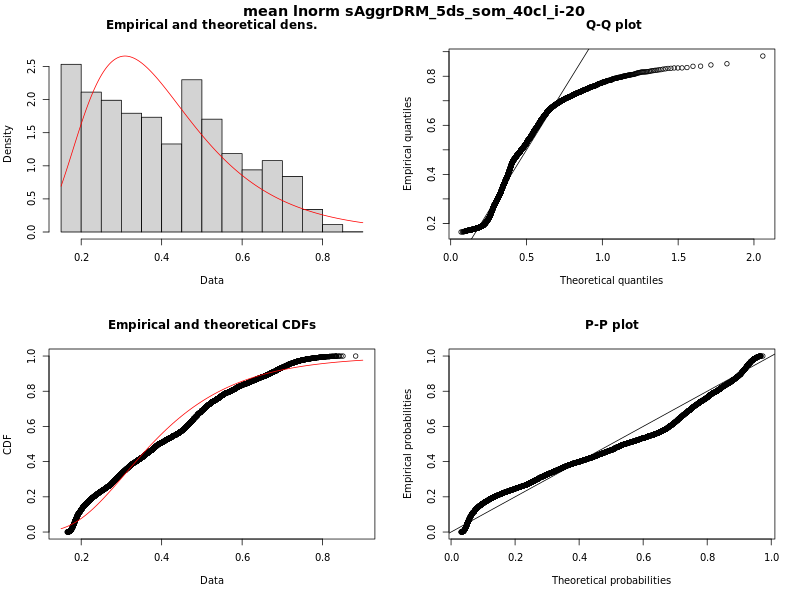 mean lnorm sAggrDRM_5ds_som_40cl_i-20
Empirical and theoretical dens.
Density
0.0 0.5 1.0 1.5 2.0 2.5
0.2 0.4 0.6 0.8
Data
Q-Q plot
Empirical quantiles
0.2 0.4 0.6 0.8
0.0 0.5 1.0 1.5 2.0
Theoretical quantiles
Empirical and theoretical CDFs
CDF
0.0 0.2 0.4 0.6 0.8 1.0
0.2 0.4 0.6 0.8
Data
P-P plot
Empirical probabilities
0.0 0.2 0.4 0.6 0.8 1.0
0.0 0.2 0.4 0.6 0.8 1.0
Theoretical probabilities